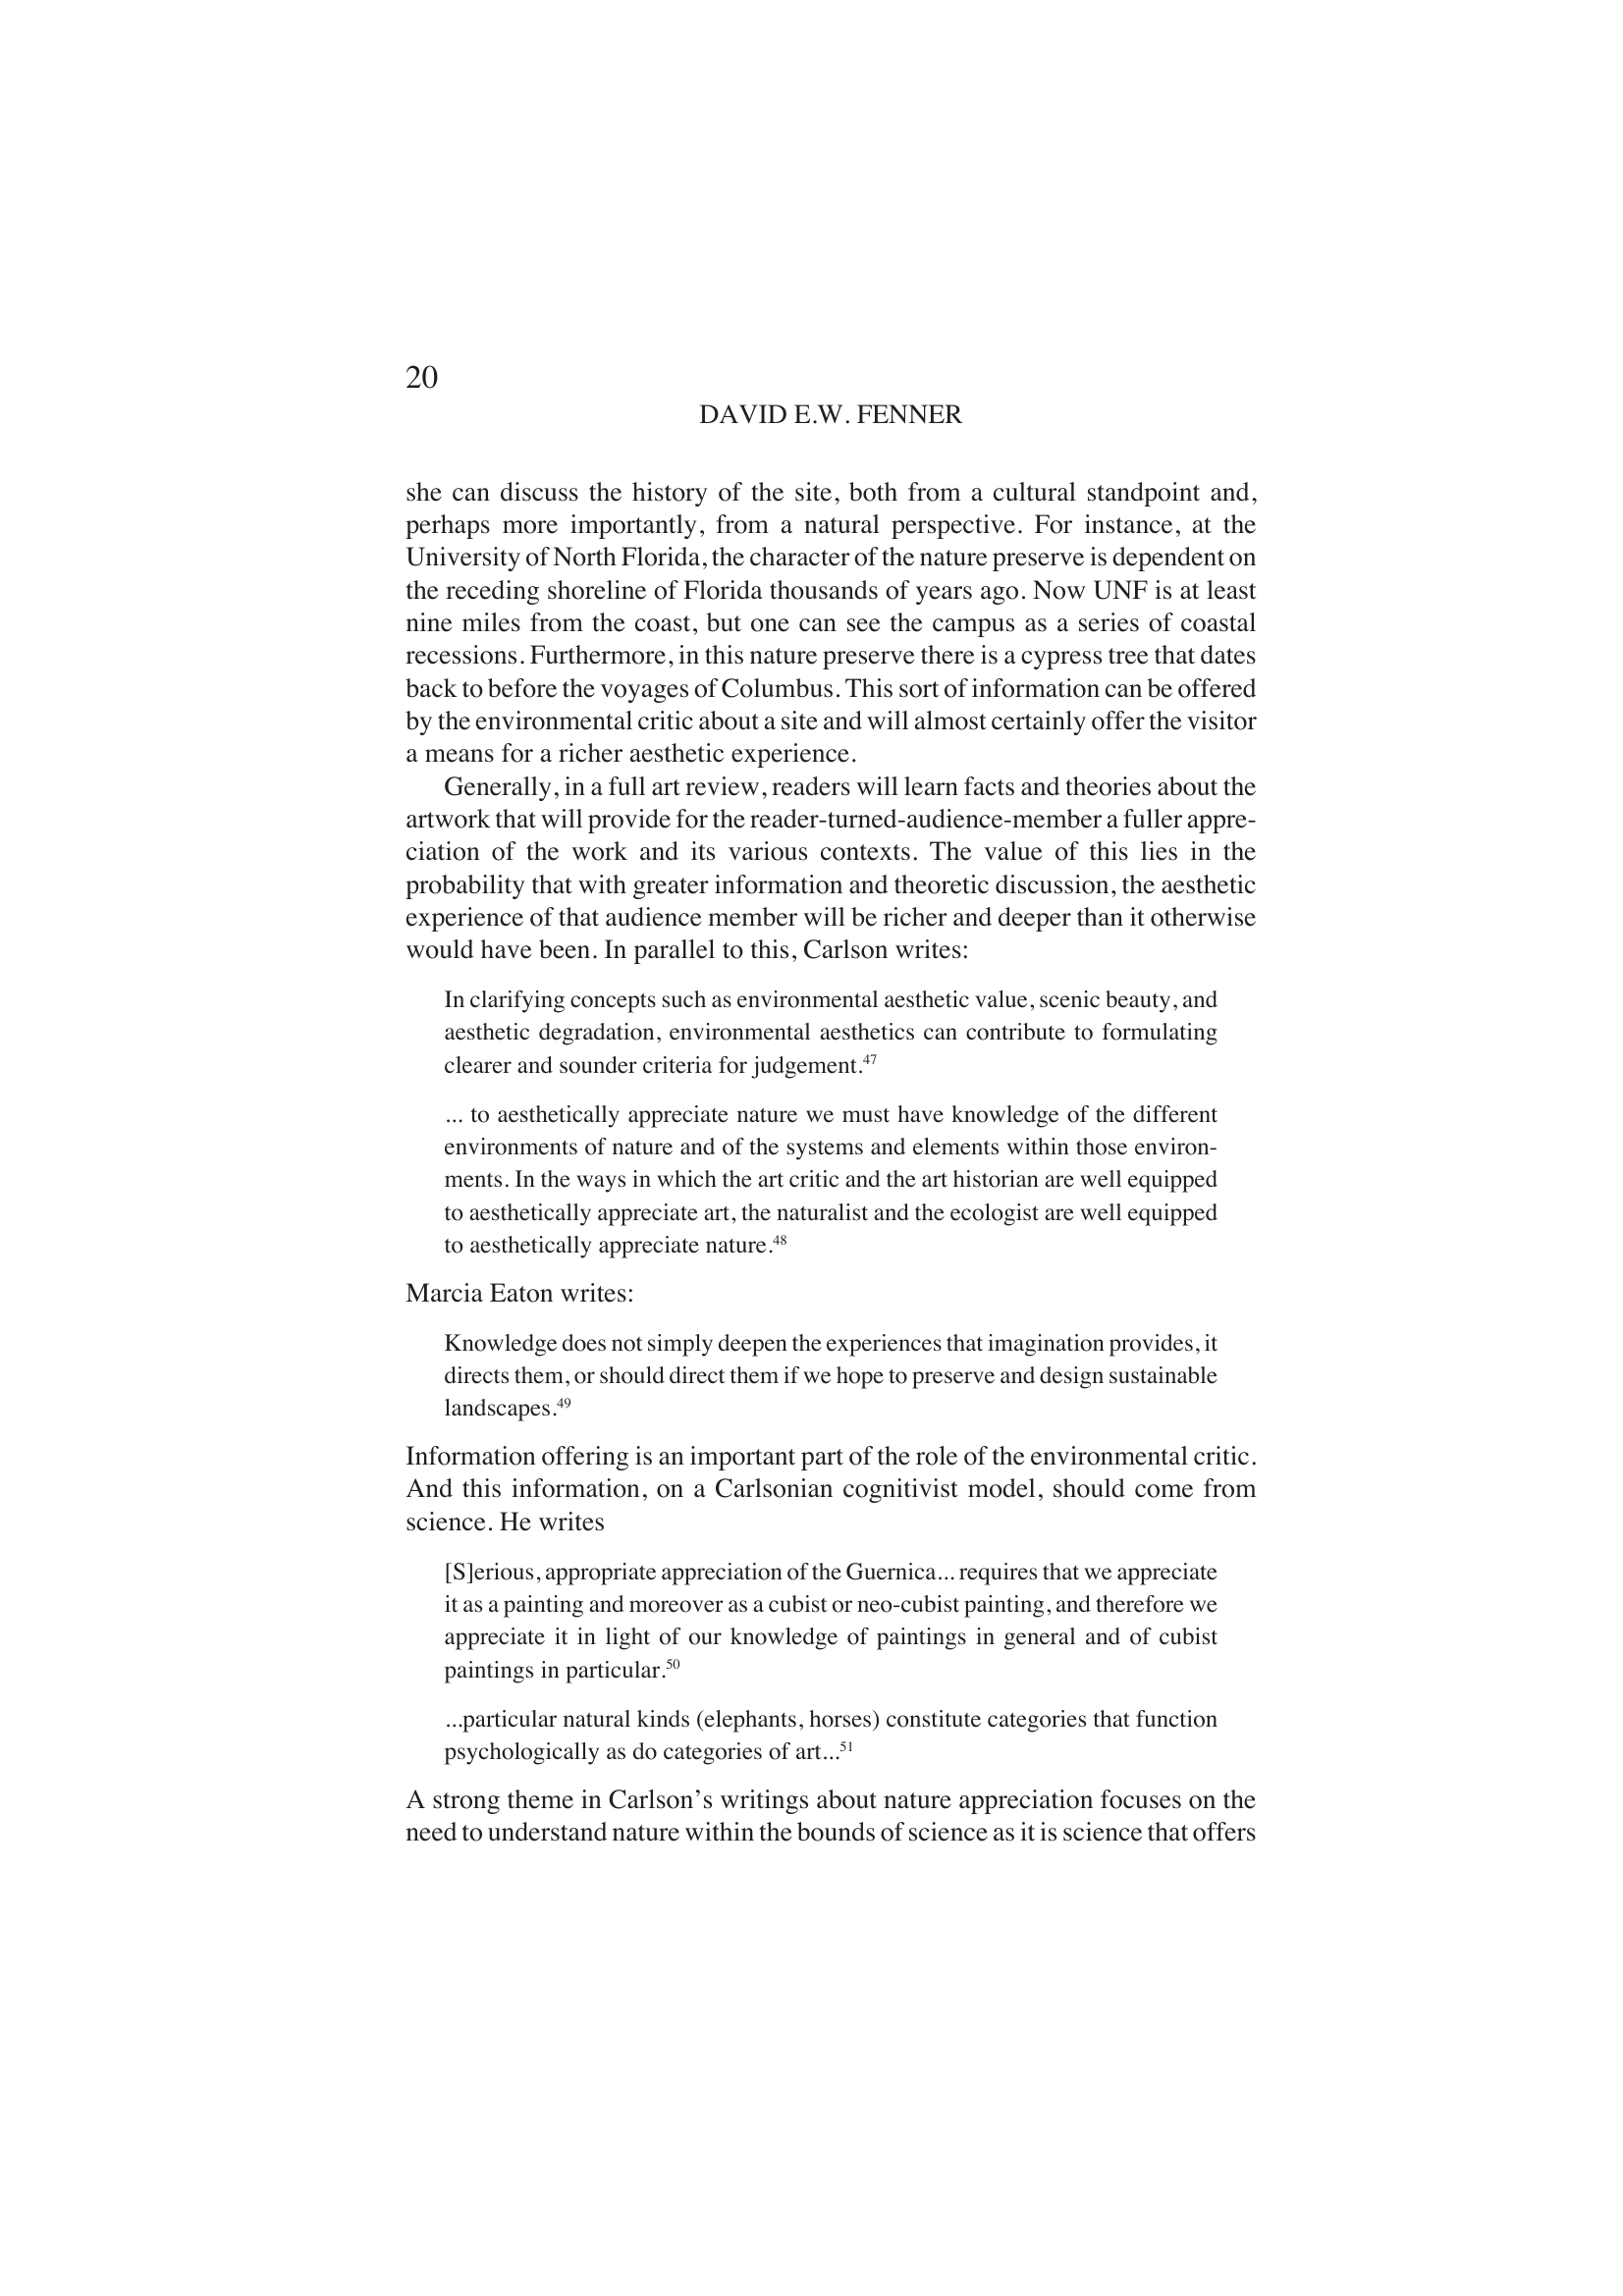 20
DAVID E.W. FENNER
she can discuss the history of the site, both from a cultural standpoint and,
perhaps more importantly, from a natural perspective. For instance, at the
University of North Florida, the character of the nature preserve is dependent on
the receding shoreline of Florida thousands of years ago. Now UNF is at least
nine miles from the coast, but one can see the campus as a series of coastal
recessions. Furthermore, in this nature preserve there is a cypress tree that dates
back to before the voyages of Columbus. This sort of information can be offered
by the environmental critic about a site and will almost certainly offer the visitor
a means for a richer aesthetic experience.
Generally, in a full art review, readers will learn facts and theories about the
artwork that will provide for the reader-turned-audience-member a fuller appre-
ciation of the work and its various contexts. The value of this lies in the
probability that with greater information and theoretic discussion, the aesthetic
experience of that audience member will be richer and deeper than it otherwise
would have been. In parallel to this, Carlson writes:
In clarifying concepts such as environmental aesthetic value, scenic beauty, and
aesthetic degradation, environmental aesthetics can contribute to formulating
clearer and sounder criteria for judgement.47
... to aesthetically appreciate nature we must have knowledge of the different
environments of nature and of the systems and elements within those environ-
ments. In the ways in which the art critic and the art historian are well equipped
to aesthetically appreciate art, the naturalist and the ecologist are well equipped
to aesthetically appreciate nature.48
Marcia Eaton writes:
Knowledge does not simply deepen the experiences that imagination provides, it
directs them, or should direct them if we hope to preserve and design sustainable
landscapes.49
Information offering is an important part of the role of the environmental critic.
And this information, on a Carlsonian cognitivist model, should come from
science. He writes
[S]erious, appropriate appreciation of the Guernica... requires that we appreciate
it as a painting and moreover as a cubist or neo-cubist painting, and therefore we
appreciate it in light of our knowledge of paintings in general and of cubist
paintings in particular.50
...particular natural kinds (elephants, horses) constitute categories that function
psychologically as do categories of art...51
A strong theme in Carlson's writings about nature appreciation focuses on the
need to understand nature within the bounds of science as it is science that offers